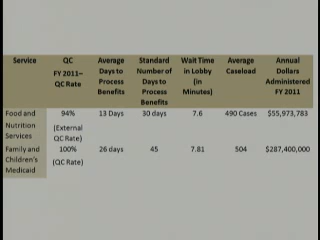 Service QC Average Standard Wait Time Average Annual
FY 2011– Days to Number of in Lobby Caseload Dollars
QC Rate Process Days to (in Administered
Benefits Process Minutes) FY 2011
Benefits
Food and 94% 13 Days 30 days 7.6 490 Cases $55,973,783
Nutrition (External
Services QC Rate)
Family and 100% 26 days 45 7.81 504 $287,400,000
Children's (QC Rate)
Medicaid